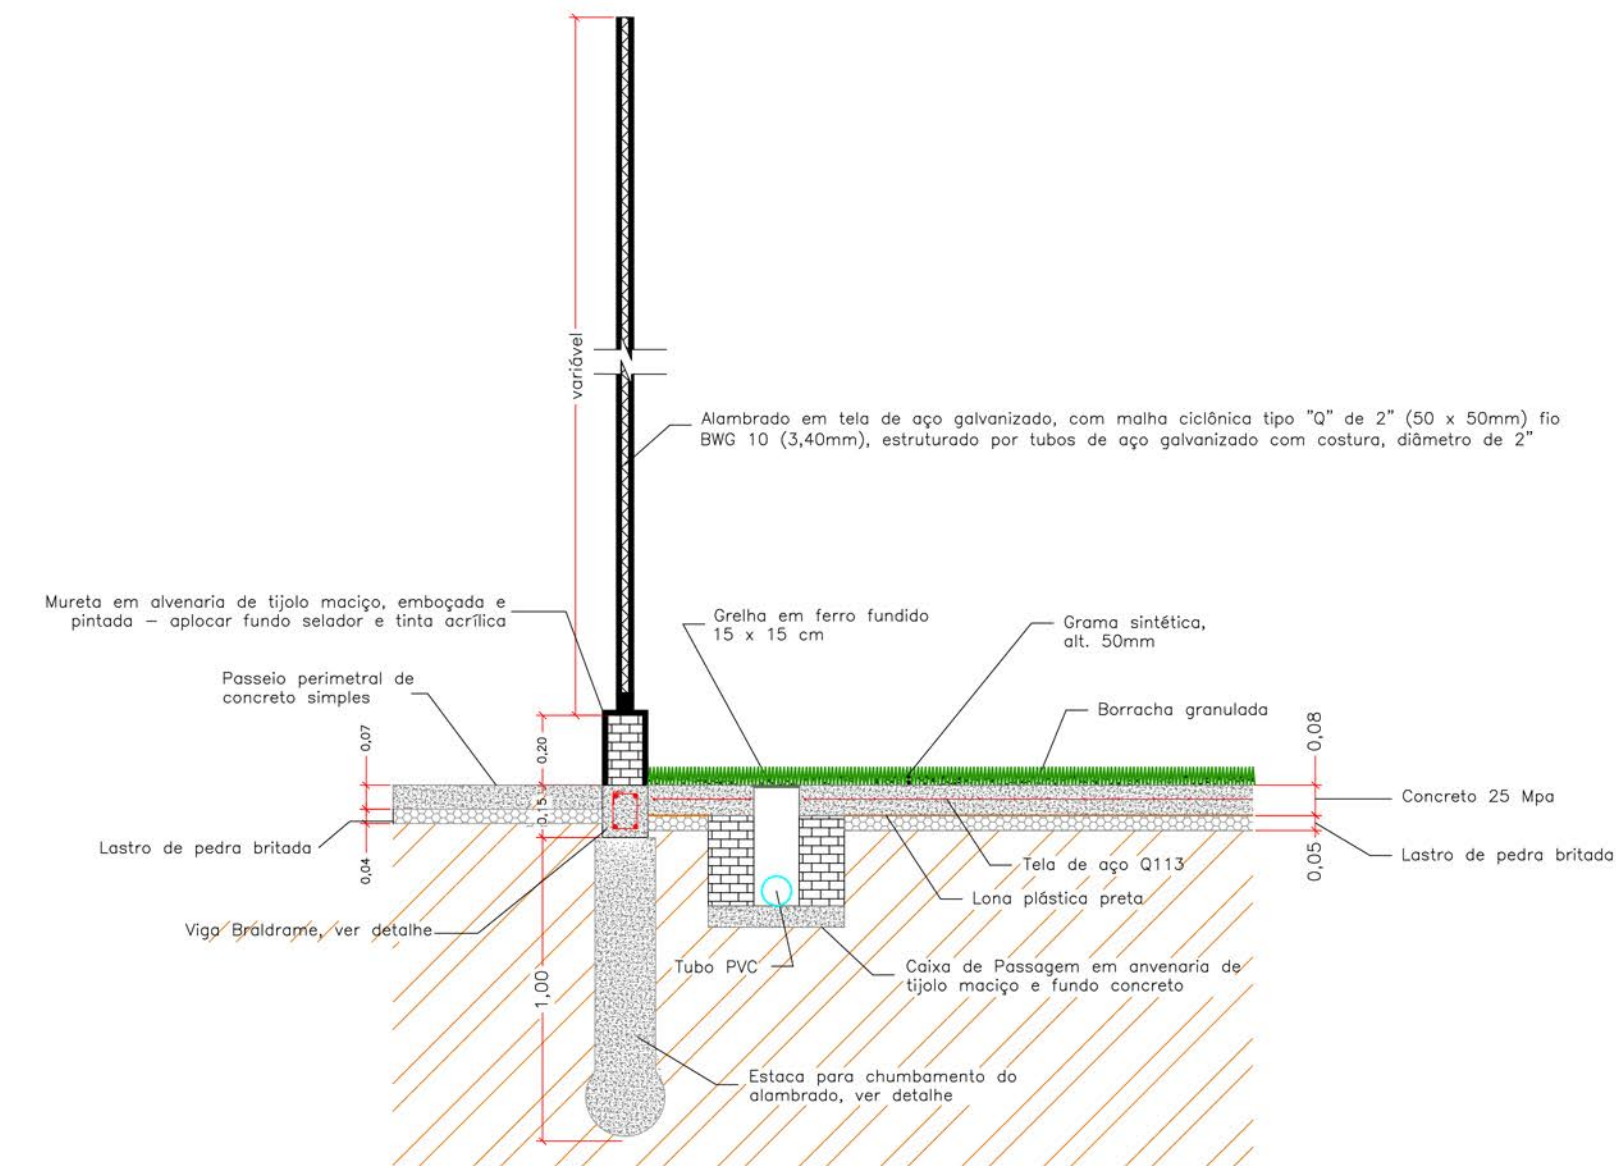 variável
Alambrado em tela de aço galvanizado, com malha ciclônica tipo "Q" de 2" (50 x 50mm) fio
BWG 10 (3,40mm), estruturado por tubos de aço galvanizado com costura, diâmetro de 2"
Mureta em alvenaria de tijolo maciço, emboçada e
pintada – aplocar fundo selador e tinta acrílica
Grelha em ferro fundido
15 x 15 cm
Grama sintética,
alt. 50mm
Passeio perimetral de
concreto simples
Borracha granulada
0,07
0,20
0,08
0,15
Concreto 25 Mpa
Lastro de pedra britada
0,04
Tela de aço Q113
0,05
Lastro de pedra britada
Lona plástica preta
Viga Braldrame, ver detalhe
Tubo PVC
1,00
Caixa de Passagem em anvenaria de
tijolo maciço e fundo concreto
Estaca para chumbamento do
alambrado, ver detalhe